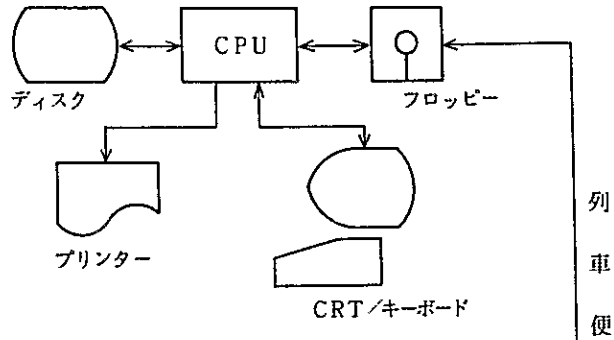 CPU
ディスク
フロッピー
プリンター
CRT/キーボード
列車便